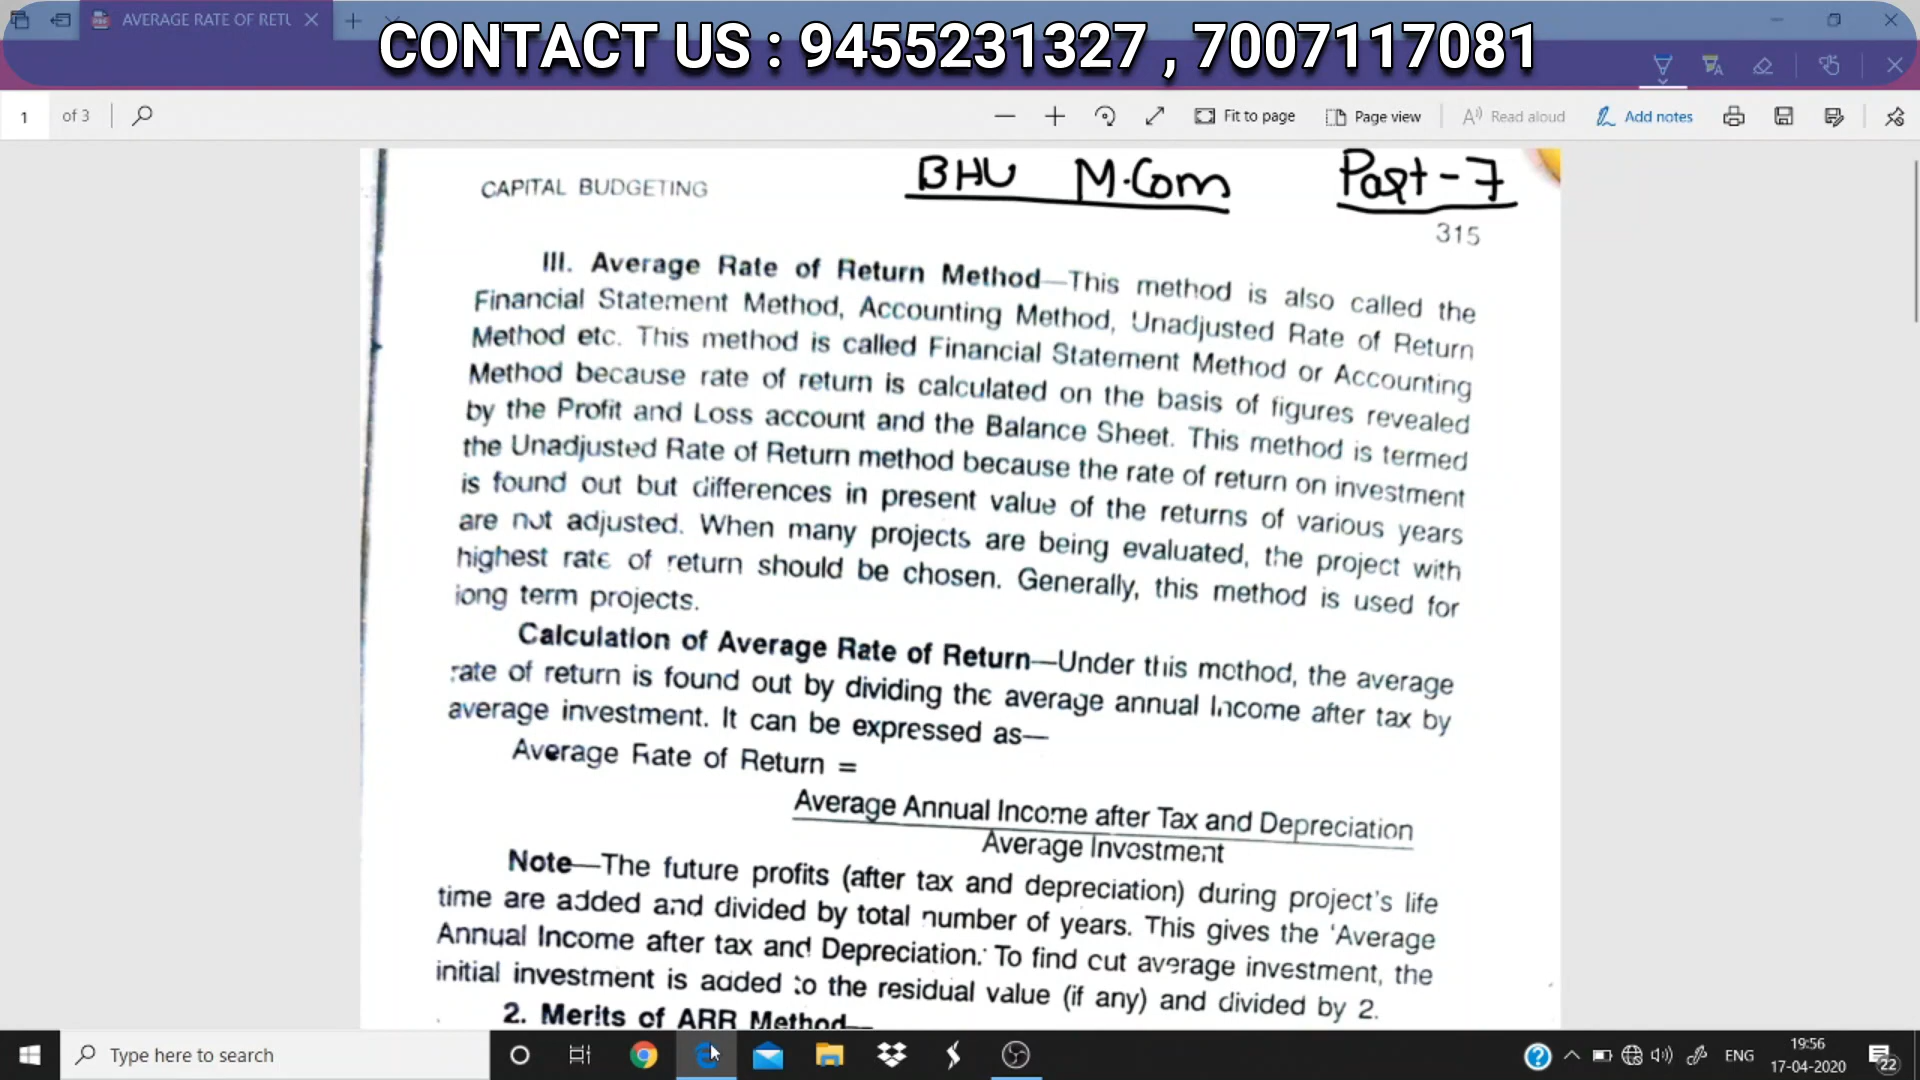 AVERAGE RATE OF RETU
CONTACT US : 9455231327 , 7007117081
1 of 3 Fit to page Page view Read aloud Add notes
BHU M.Com Part-7
CAPITAL BUDGETING
315
III. Average Rate of Return Method—This method is also called the
Financial Statement Method, Accounting Method, Unadjusted Rate of Return
Method etc. This method is called Financial Statement Method or Accounting
Method because rate of return is calculated on the basis of figures revealed
by the Profit and Loss account and the Balance Sheet. This method is termed
the Unadjusted Rate of Return method because the rate of return on investment
is found out but differences in present value of the returns of various years
are not adjusted. When many projects are being evaluated, the project with
highest rate of return should be chosen. Generally, this method is used for
long term projects.
Calculation of Average Rate of Return—Under this method, the average
rate of return is found out by dividing the average annual Income after tax by
average investment. It can be expressed as—
Average Rate of Return =
Average Annual Income after Tax and Depreciation
Average Investment
Note—The future profits (after tax and depreciation) during project's life
time are added and divided by total number of years. This gives the 'Average
Annual Income after tax and Depreciation.' To find out average investment, the
initial investment is added to the residual value (if any) and divided by 2.
2. Merits of ARR Method—
Type here to search
ENG
19:56
17-04-2020
22